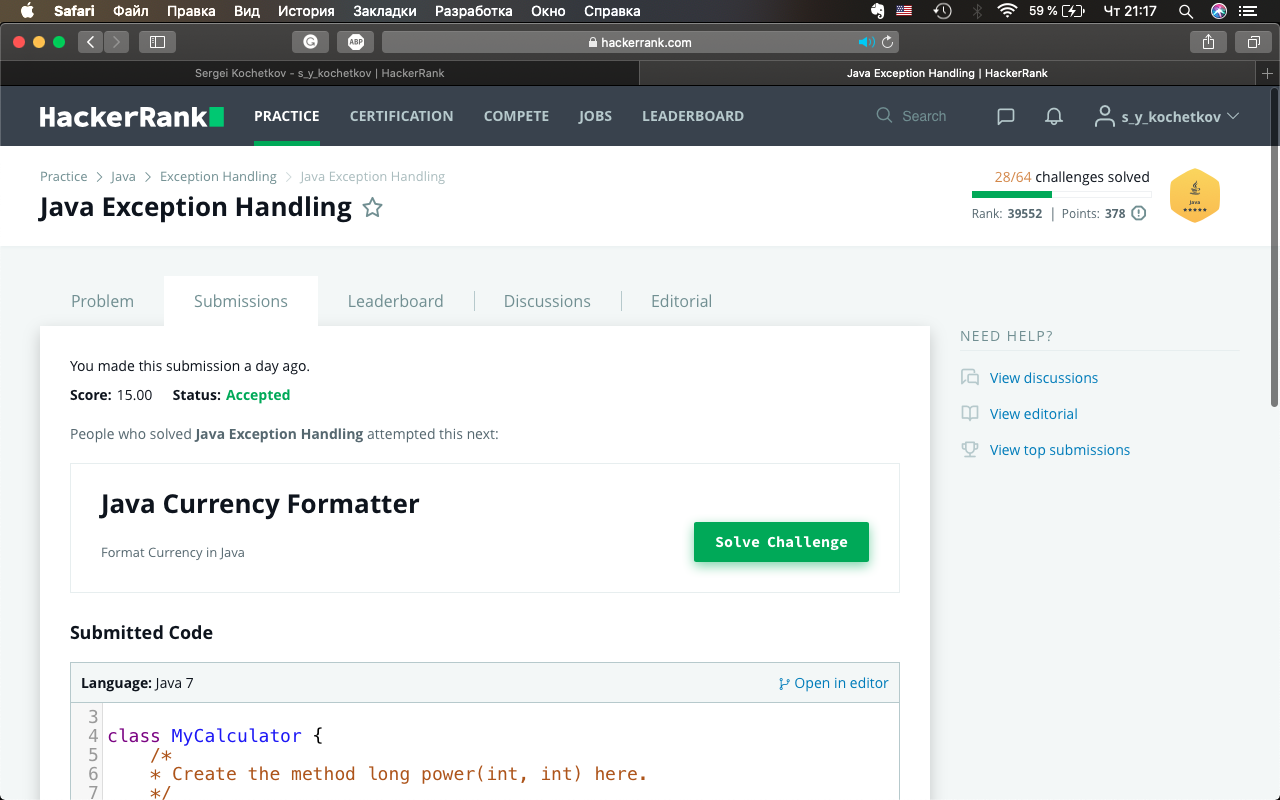 Safari Файл Правка Вид История Закладки Разработка Окно Справка 59 % Чт 21:17
ABP hackerrank.com
Sergei Kochetkov - s_y_kochetkov | HackerRank Java Exception Handling | HackerRank
HackerRank PRACTICE CERTIFICATION COMPETE JOBS LEADERBOARD Search s_y_kochetkov
Practice > Java > Exception Handling > Java Exception Handling
Java Exception Handling
28/64 challenges solved
Rank: 39552 | Points: 378
Java
Problem Submissions Leaderboard Discussions Editorial
You made this submission a day ago.
Score: 15.00 Status: Accepted
People who solved Java Exception Handling attempted this next:
Java Currency Formatter
Format Currency in Java
Solve Challenge
NEED HELP?
View discussions
View editorial
View top submissions
Submitted Code
Language: Java 7 Open in editor
3
4 class MyCalculator {
5 /*
6 * Create the method long power(int, int) here.
7 */